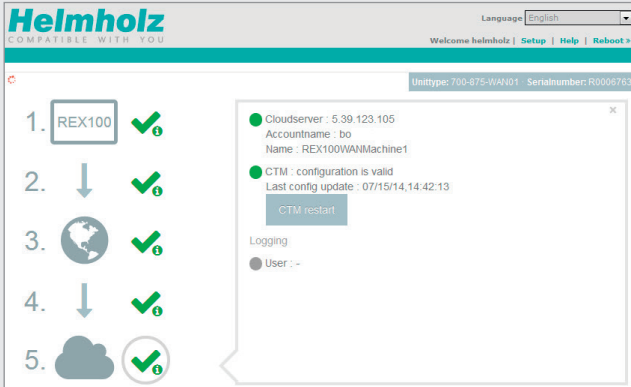 Helmholz
COMPATIBLE WITH YOU
Language English
Welcome helmholz | Setup | Help | Reboot »
Unittype: 700-875-WAN01 · Serialnumber: R0006763
1. REX100
2.
3.
4.
5.
×
Cloudserver : 5.39.123.105
Accountname : bo
Name : REX100WANMachine1
CTM : configuration is valid
Last config update : 07/15/14,14:42:13
CTM restart
Logging
User : -